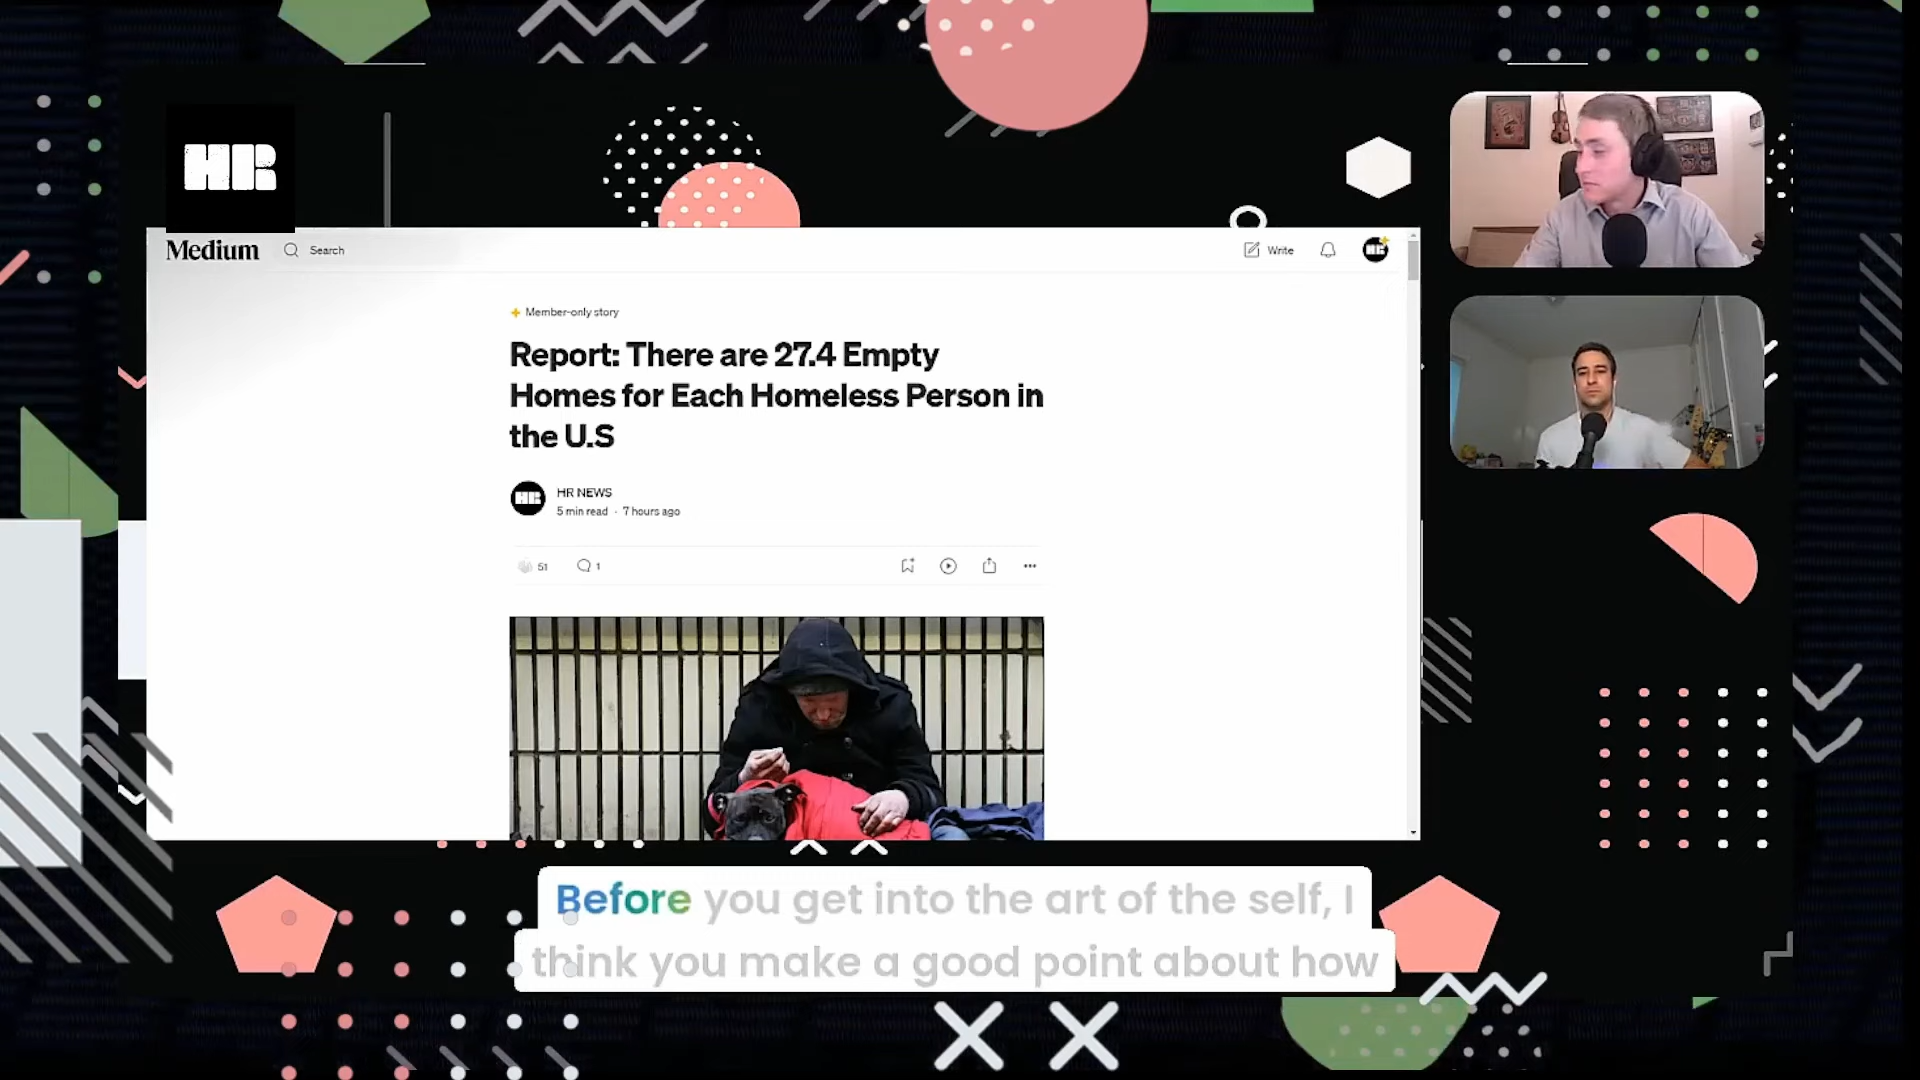 HR
Medium
Search
Write
HR
Member-only story
Report: There are 27.4 Empty
Homes for Each Homeless Person in
the U.S
HR
HR NEWS
5 min read · 7 hours ago
51
1
Before you get into the art of the self, I
think you make a good point about how